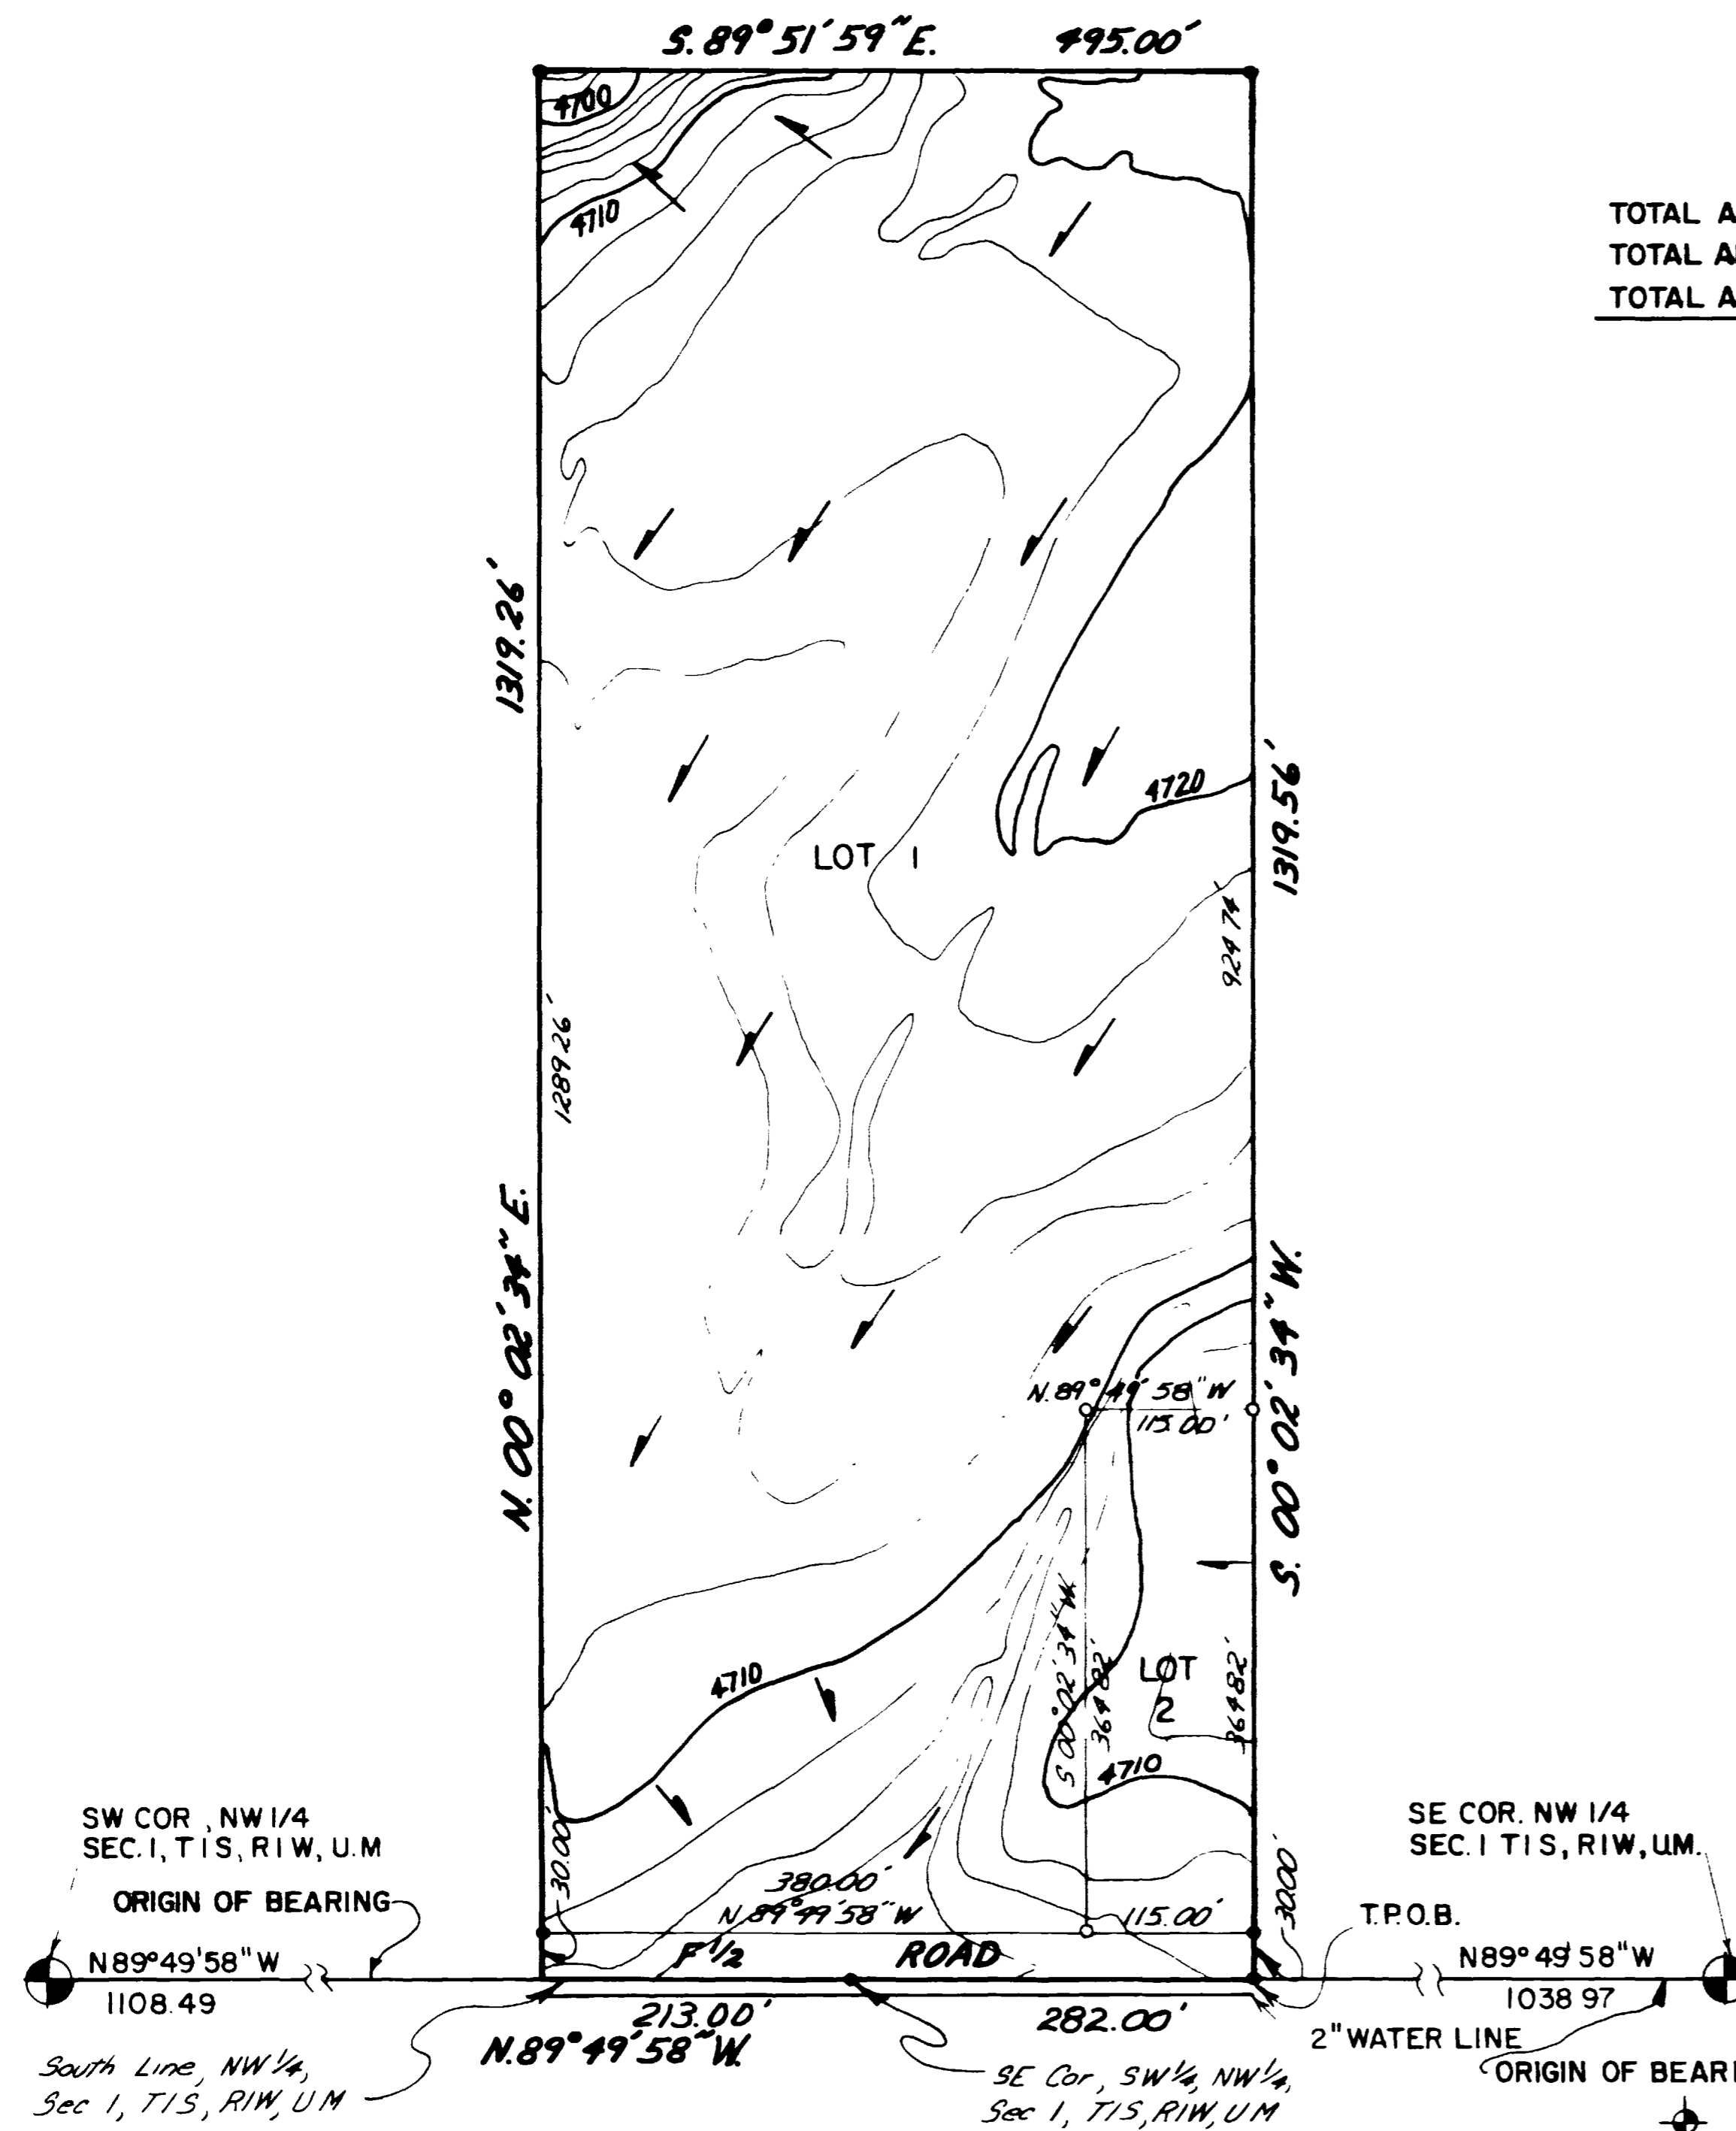 S. 89° 51' 59" E. 495.00'
4700
4710
TOTAL
TOTAL
TOTAL
1319.26'
4720
1319.56'
LOT 1
924 74'
1289 26'
N. 00° 02' 34" E.
S. 00° 02' 34" W.
N. 89° 49' 58" W
115.00'
S 00° 02' 34" W
364 82'
LOT
2
364 82'
4710
4710
SW COR , NW 1/4
SEC. 1, T1S, R1W, U.M
ORIGIN OF BEARING
N89°49'58"W
1108.49
30.00'
380.00'
N 89° 49' 58" W
115.00'
30.00'
SE COR. NW 1/4
SEC. 1 T1S, R1W, U.M.
T.P.O.B.
F 1/2 ROAD
N89°49'58"W
1038 97
213.00'
282.00'
N. 89° 49' 58" W.
2" WATER LINE
ORIGIN OF
South Line, NW 1/4,
Sec 1, T1S, R1W, UM
SE Cor, SW 1/4, NW 1/4,
Sec 1, T1S, R1W, UM